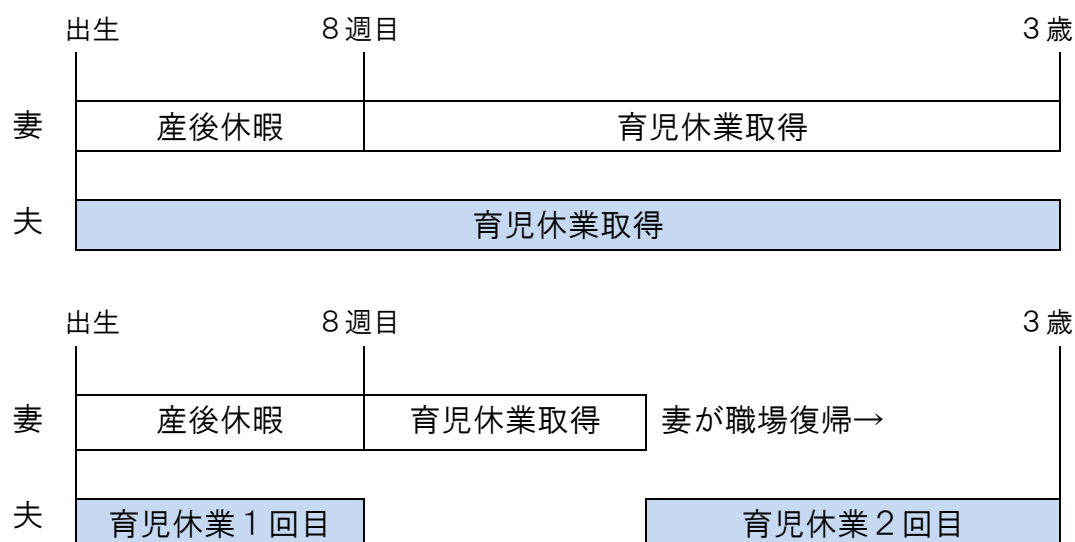 出生 8週目 3歳
妻 産後休暇 育児休業取得
夫 育児休業取得
出生 8週目 3歳
妻 産後休暇 育児休業取得 妻が職場復帰→
夫 育児休業1回目 育児休業2回目